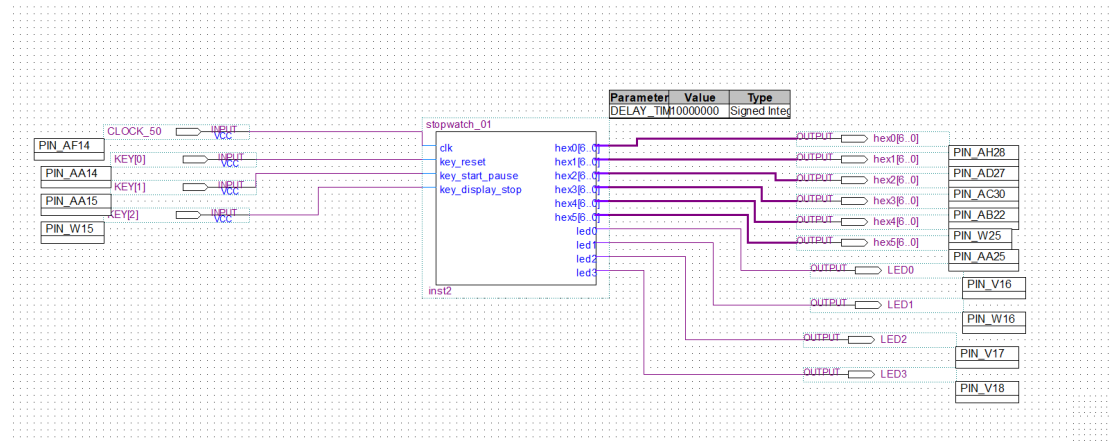 Parameter Value Type
DELAY_TIM 10000000 Signed Integ
stopwatch_01
CLOCK_50 INPUT VCC
PIN_AF14
KEY[0] INPUT VCC
PIN_AA14
KEY[1] INPUT VCC
PIN_AA15
KEY[2] INPUT VCC
PIN_W15
clk
key_reset
key_start_pause
key_display_stop
hex0[6..0]
hex1[6..0]
hex2[6..0]
hex3[6..0]
hex4[6..0]
hex5[6..0]
led0
led1
led2
led3
inst2
OUTPUT hex0[6..0]
PIN_AH28
OUTPUT hex1[6..0]
PIN_AD27
OUTPUT hex2[6..0]
PIN_AC30
OUTPUT hex3[6..0]
PIN_AB22
OUTPUT hex4[6..0]
PIN_W25
OUTPUT hex5[6..0]
PIN_AA25
OUTPUT LED0
PIN_V16
OUTPUT LED1
PIN_W16
OUTPUT LED2
PIN_V17
OUTPUT LED3
PIN_V18